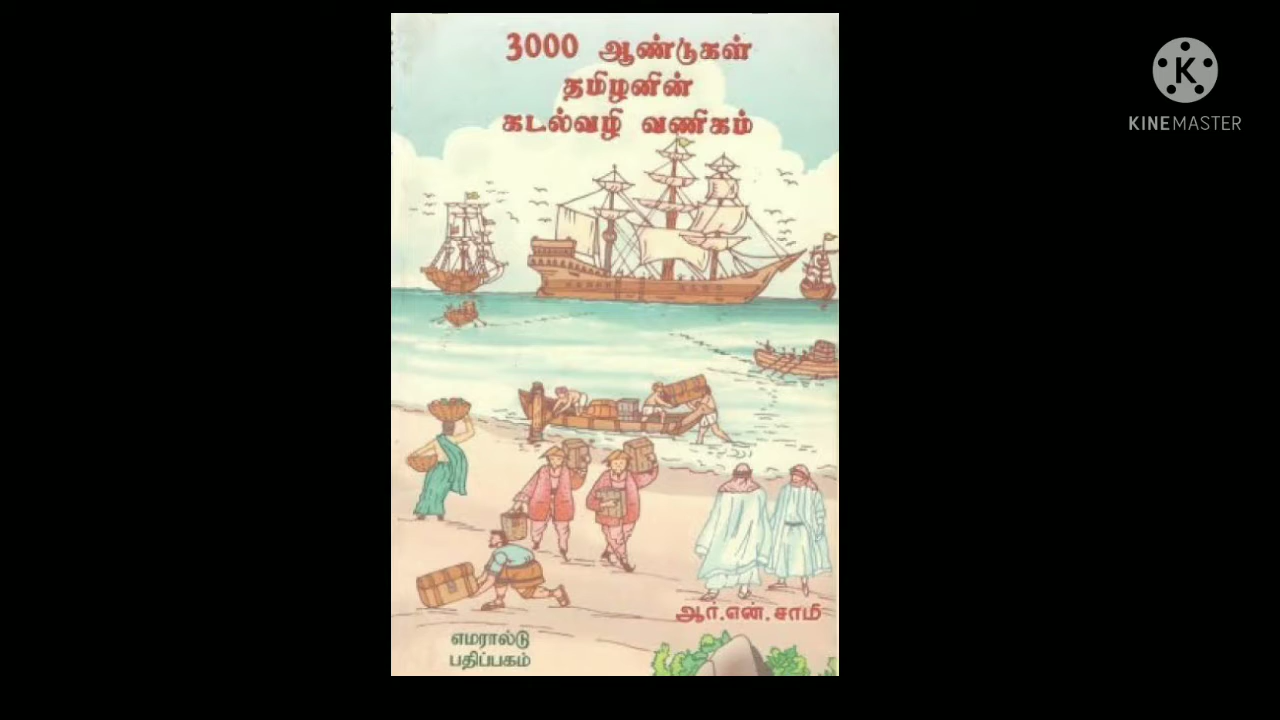 3000 ஆண்டுகள்
தமிழனின்
கடல்வழி வணிகம்
KINEMASTER
ஆர்.என். சாமி
எமரால்டு
பதிப்பகம்